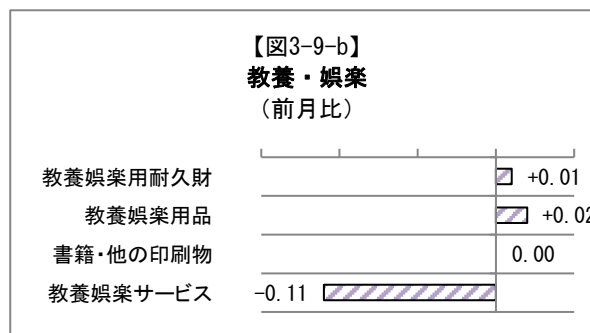 【図3-9-b】
教養・娯楽
（前月比）
教養娯楽用耐久財 +0.01
教養娯楽用品 +0.02
書籍・他の印刷物 0.00
教養娯楽サービス -0.11